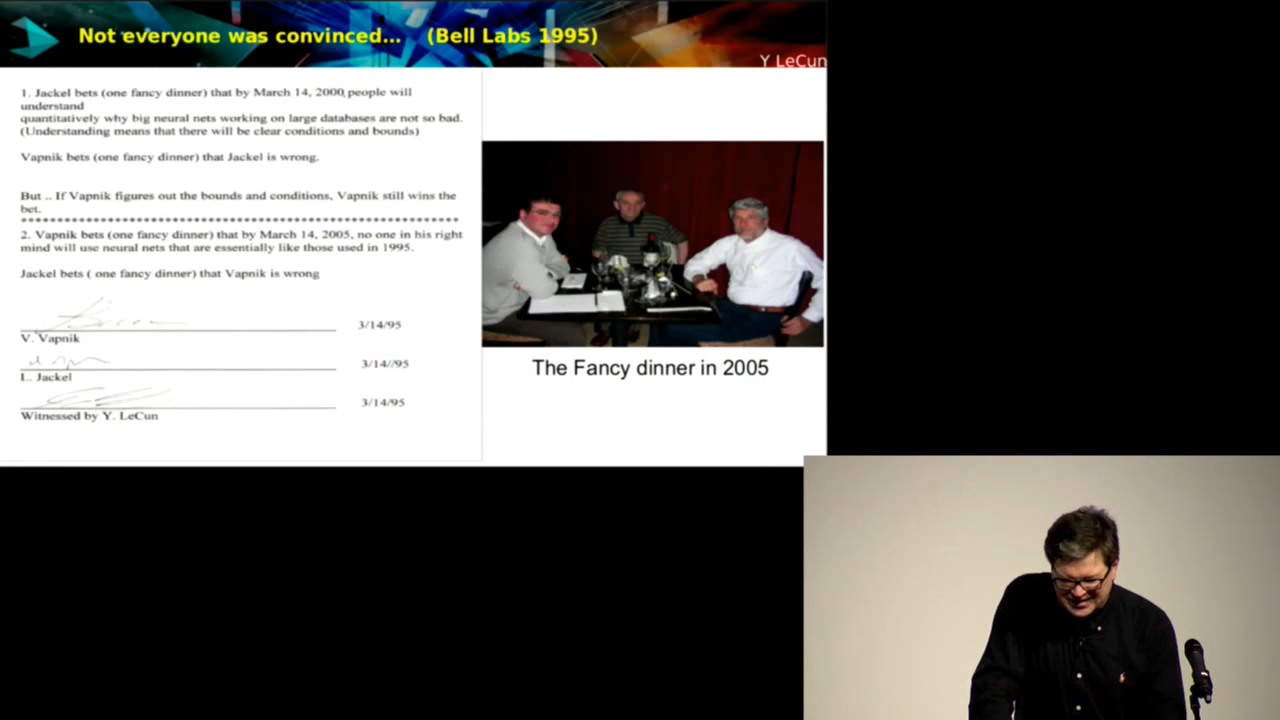 Not everyone was convinced... (Bell Labs 1995)
Y LeCun
1. Jackel bets (one fancy dinner) that by March 14, 2000, people will
understand
quantitatively why big neural nets working on large databases are not so bad.
(Understanding means that there will be clear conditions and bounds)
Vapnik bets (one fancy dinner) that Jackel is wrong.
But .. If Vapnik figures out the bounds and conditions, Vapnik still wins the
bet.
*************************************************************
2. Vapnik bets (one fancy dinner) that by March 14, 2005, no one in his right
mind will use neural nets that are essentially like those used in 1995.
Jackel bets ( one fancy dinner) that Vapnik is wrong
3/14/95
V. Vapnik
3/14//95
L. Jackel
3/14/95
Witnessed by Y. LeCun
The Fancy dinner in 2005